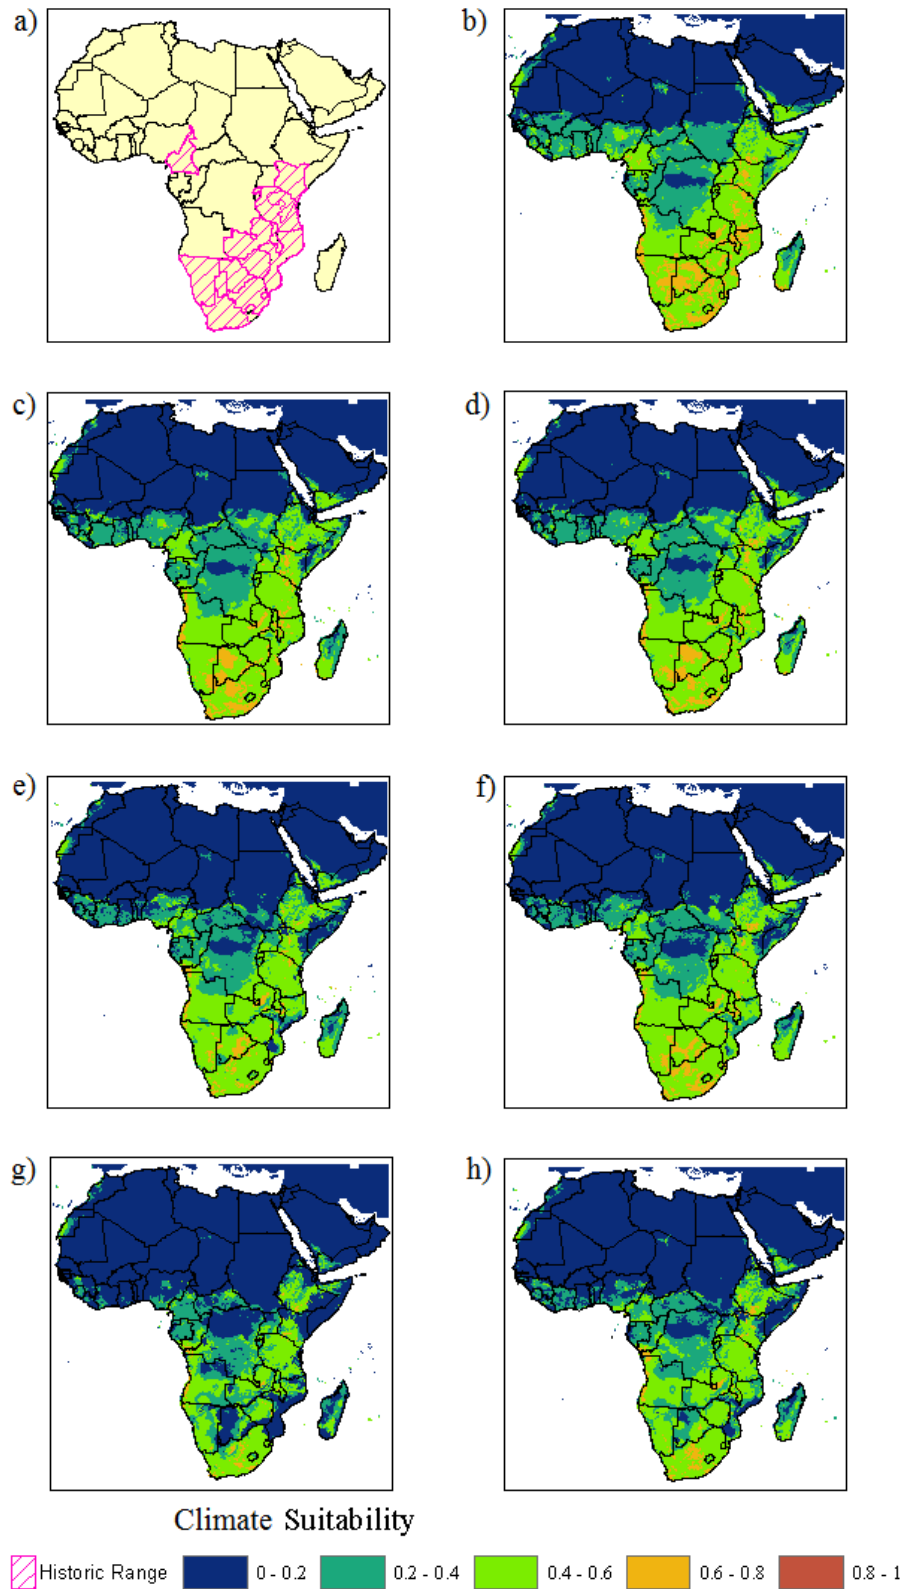 a)
b)
c)
d)
e)
f)
g)
h)
Climate Suitability
Historic Range 0 - 0.2 0.2 - 0.4 0.4 - 0.6 0.6 - 0.8 0.8 - 1